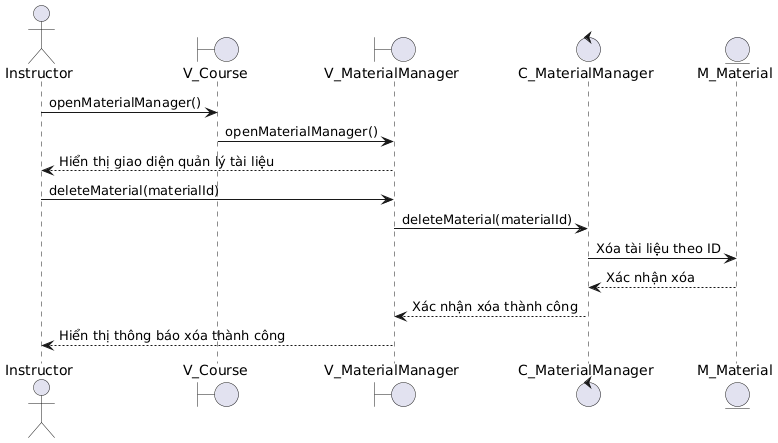 Instructor
V_Course
V_MaterialManager
C_MaterialManager
M_Material
openMaterialManager()
openMaterialManager()
Hiển thị giao diện quản lý tài liệu
deleteMaterial(materialId)
deleteMaterial(materialId)
Xóa tài liệu theo ID
Xác nhận xóa
Xác nhận xóa thành công
Hiển thị thông báo xóa thành công
Instructor
V_Course
V_MaterialManager
C_MaterialManager
M_Material